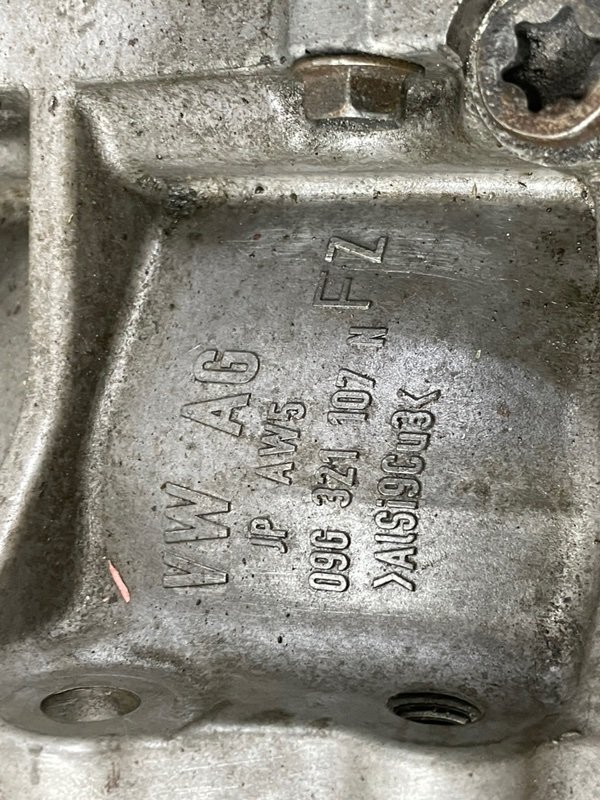 VW AG
JP AW5
09G 321 107 N FZ
>AlSi9Cu3<